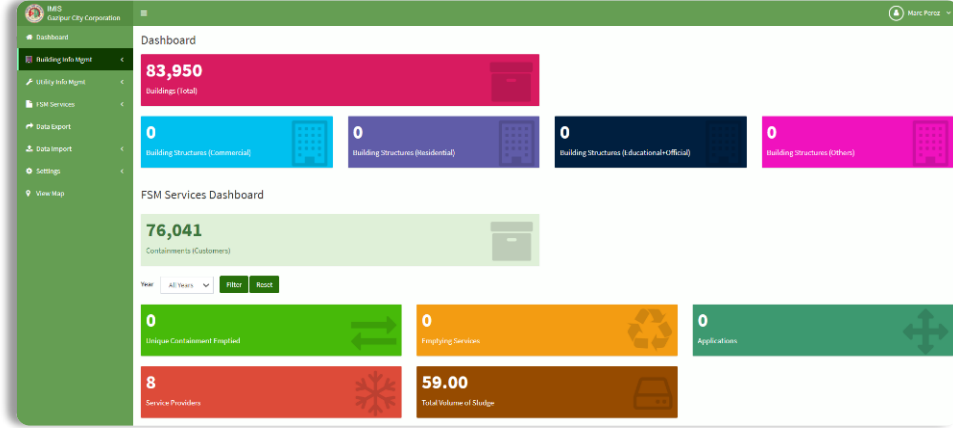 IMIS
Gazipur City Corporation
Marc Perez
Dashboard
Building Info Mgmt
Utility Info Mgmt
FSM Services
Data Export
Data Import
Settings
View Map
Dashboard
83,950
Buildings (Total)
0
Building Structures (Commercial)
0
Building Structures (Residential)
0
Building Structures (Educational+Official)
0
Building Structures (Others)
FSM Services Dashboard
76,041
Containments (Customers)
Year
All Years
Filter
Reset
0
Unique Containment Emptied
0
Emptying Services
0
Applications
8
Service Providers
59.00
Total Volume of Sludge